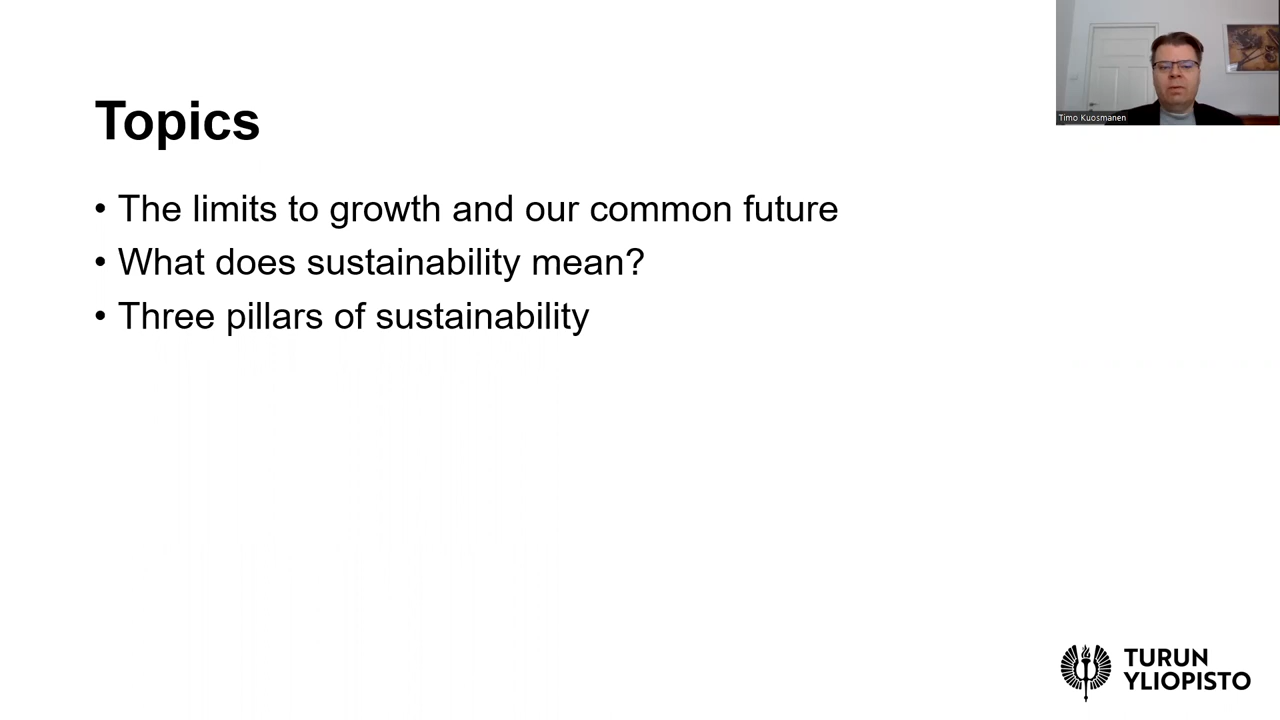 Topics
• The limits to growth and our common future
• What does sustainability mean?
• Three pillars of sustainability
Timo Kuosmanen
TURUN
YLIOPISTO